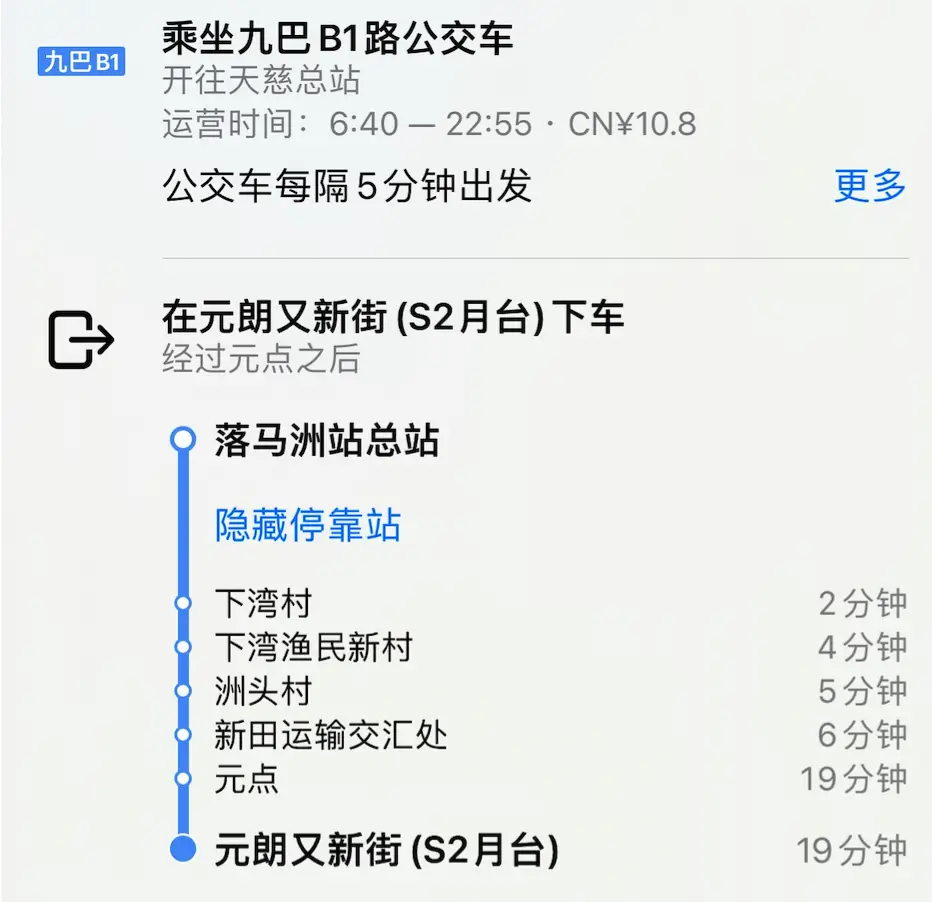 九巴B1
乘坐九巴B1路公交车
开往天慈总站
运营时间：6:40 — 22:55 · CN¥10.8
公交车每隔5分钟出发
更多
在元朗又新街 (S2月台) 下车
经过元点之后
落马洲站总站
隐藏停靠站
下湾村 2分钟
下湾渔民新村 4分钟
洲头村 5分钟
新田运输交汇处 6分钟
元点 19分钟
元朗又新街 (S2月台) 19分钟